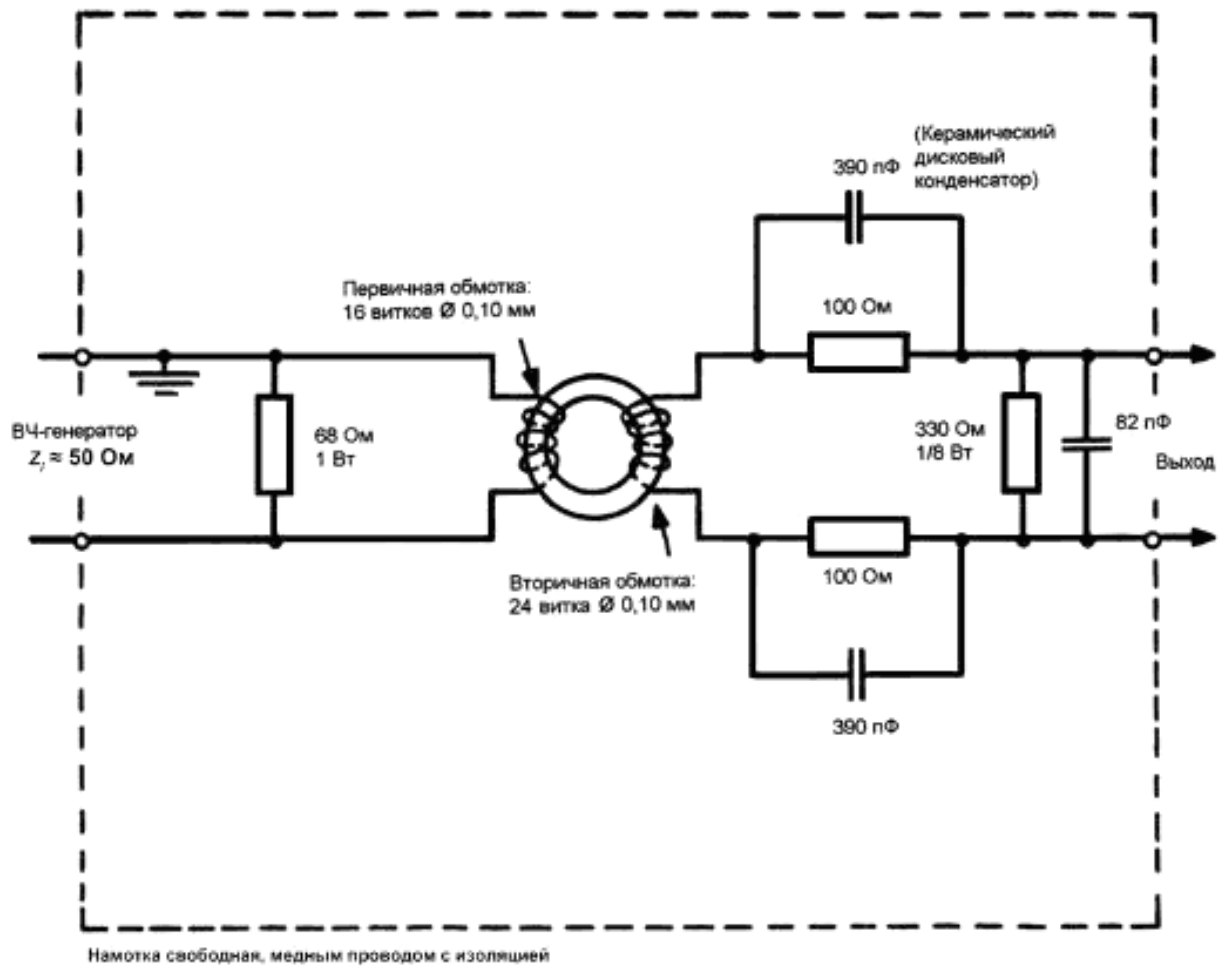 (Керамический
дисковый
конденсатор)
390 пФ
Первичная обмотка:
16 витков Ø 0,10 мм
100 Ом
ВЧ-генератор
Zi ≈ 50 Ом
68 Ом
1 Вт
330 Ом
1/8 Вт
82 пФ
Выход
100 Ом
Вторичная обмотка:
24 витка Ø 0,10 мм
390 пФ
Намотка свободная, медным проводом с изоляцией